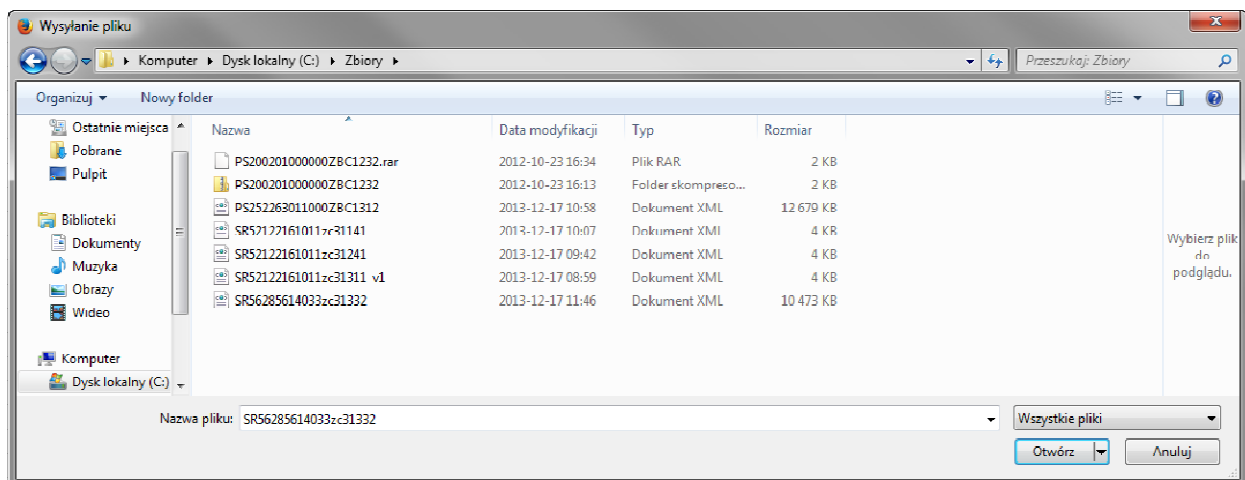 Wysyłanie pliku
Komputer ▸ Dysk lokalny (C:) ▸ Zbiory ▸
Przeszukaj: Zbiory
Organizuj Nowy folder
Ostatnie miejsca
Pobrane
Pulpit
Biblioteki
Dokumenty
Muzyka
Obrazy
Wideo
Komputer
Dysk lokalny (C:)
Nazwa Data modyfikacji Typ Rozmiar
PS200201000000ZBC1232.rar 2012-10-23 16:34 Plik RAR 2 KB
PS200201000000ZBC1232 2012-10-23 16:13 Folder skompreso... 2 KB
PS252263011000ZBC1312 2013-12-17 10:58 Dokument XML 12 679 KB
SR52122161011zc31141 2013-12-17 10:07 Dokument XML 4 KB
SR52122161011zc31241 2013-12-17 09:42 Dokument XML 4 KB
SR52122161011zc31311_v1 2013-12-17 08:59 Dokument XML 4 KB
SR56285614033zc31332 2013-12-17 11:46 Dokument XML 10 473 KB
Wybierz plik
do
podglądu.
Nazwa pliku: SR56285614033zc31332
Wszystkie pliki
Otwórz Anuluj